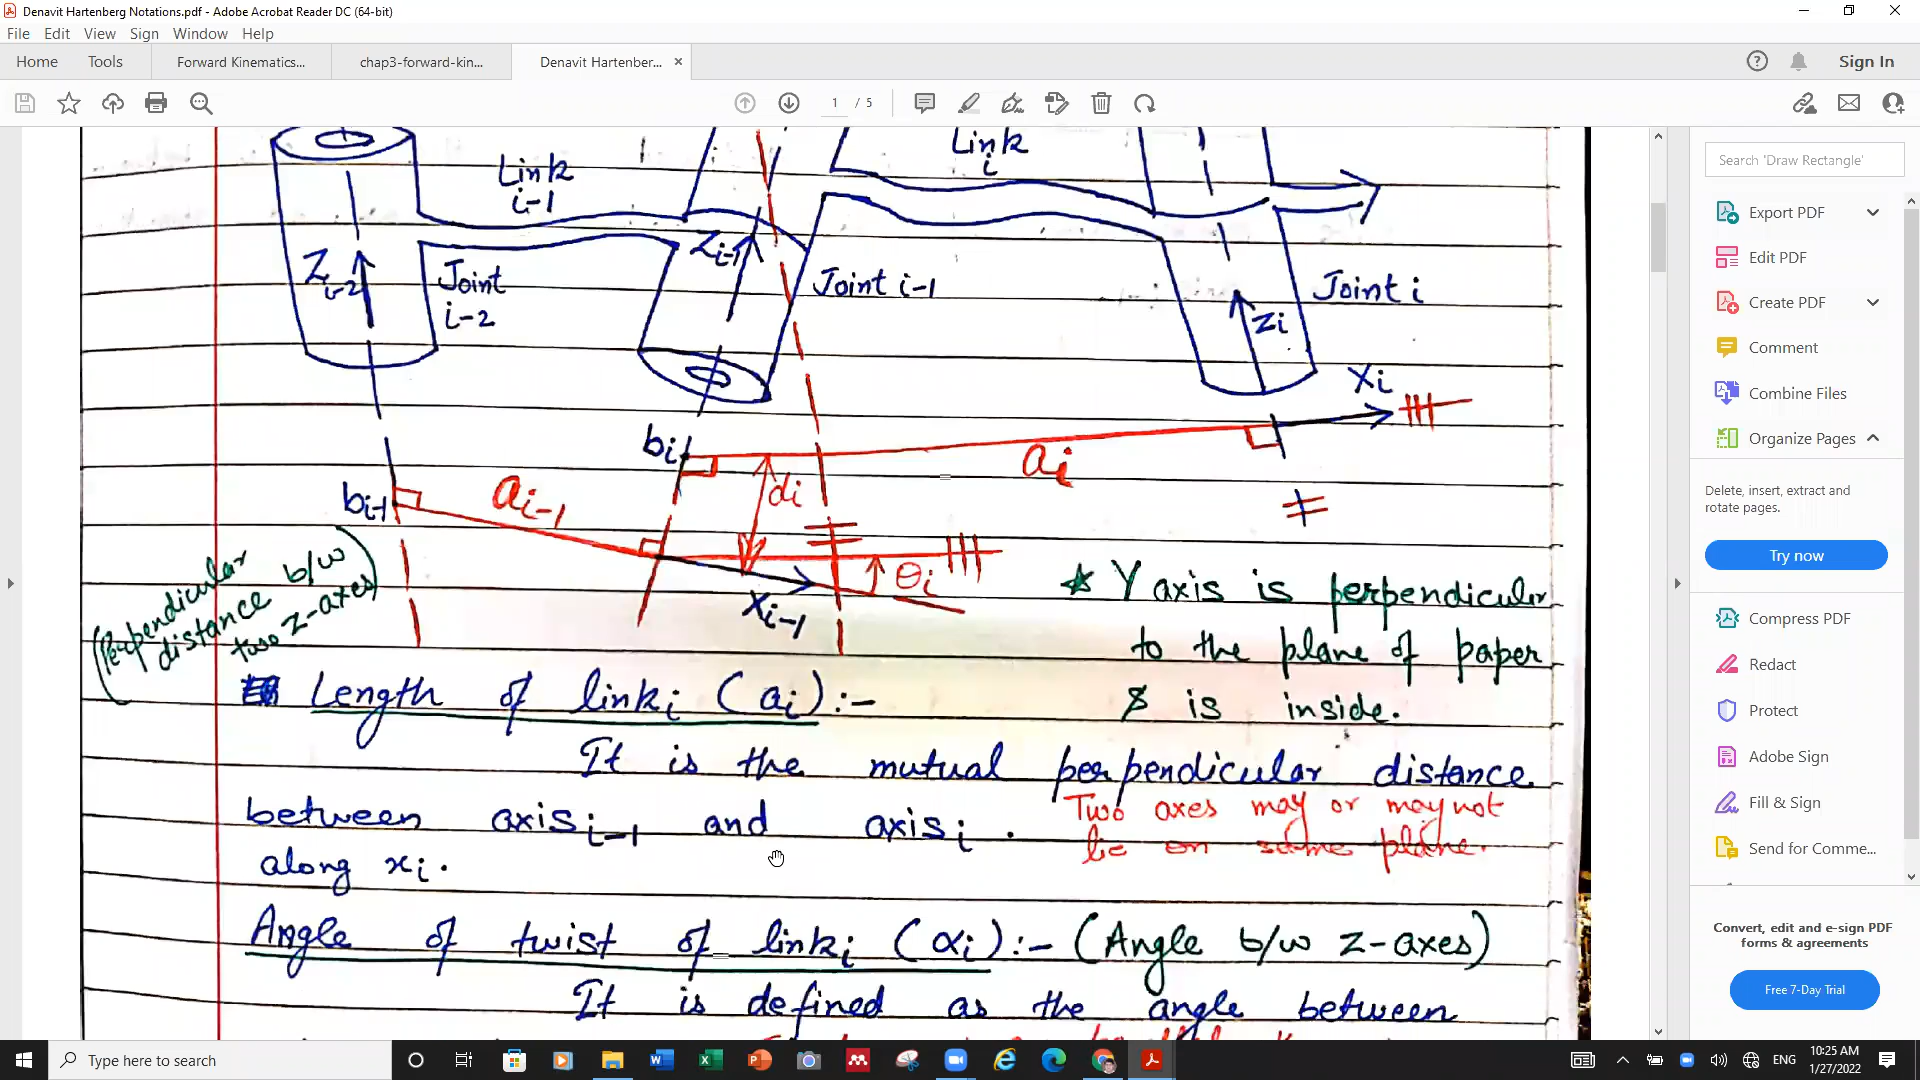 Denavit Hartenberg Notations.pdf - Adobe Acrobat Reader DC (64-bit)
File Edit View Sign Window Help
Home Tools Forward Kinematics... chap3-forward-kin... Denavit Hartenber... ×
Sign In
1 / 5
Link i-1
Link i
Zi-2
Joint i-2
Zi-1
Joint i-1
Zi
Joint i
Xi
bi
ai
di
bi-1
ai-1
θi
Xi-1
(Perpendicular distance b/w two z-axes)
* Y axis is perpendicular
to the plane of paper
& is inside.
Length of linki (ai):-
It is the mutual perpendicular distance
between axisi-1 and axisi.
Two axes may or may not
be on same plane.
along xi.
Angle of twist of linki (αi):- (Angle b/w z-axes)
It is defined as the angle between
Search 'Draw Rectangle'
Export PDF
Edit PDF
Create PDF
Comment
Combine Files
Organize Pages
Delete, insert, extract and
rotate pages.
Try now
Compress PDF
Redact
Protect
Adobe Sign
Fill & Sign
Send for Comme...
Convert, edit and e-sign PDF
forms & agreements
Free 7-Day Trial
Type here to search
ENG
10:25 AM
1/27/2022